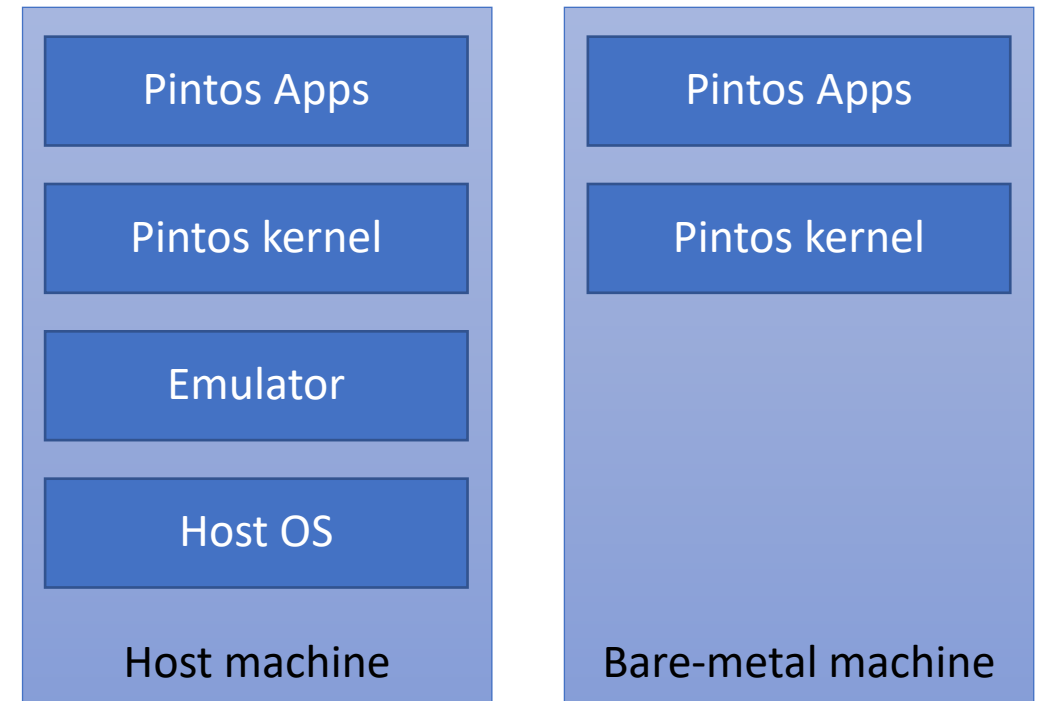 Pintos Apps
Pintos kernel
Emulator
Host OS
Host machine
Pintos Apps
Pintos kernel
Bare-metal machine